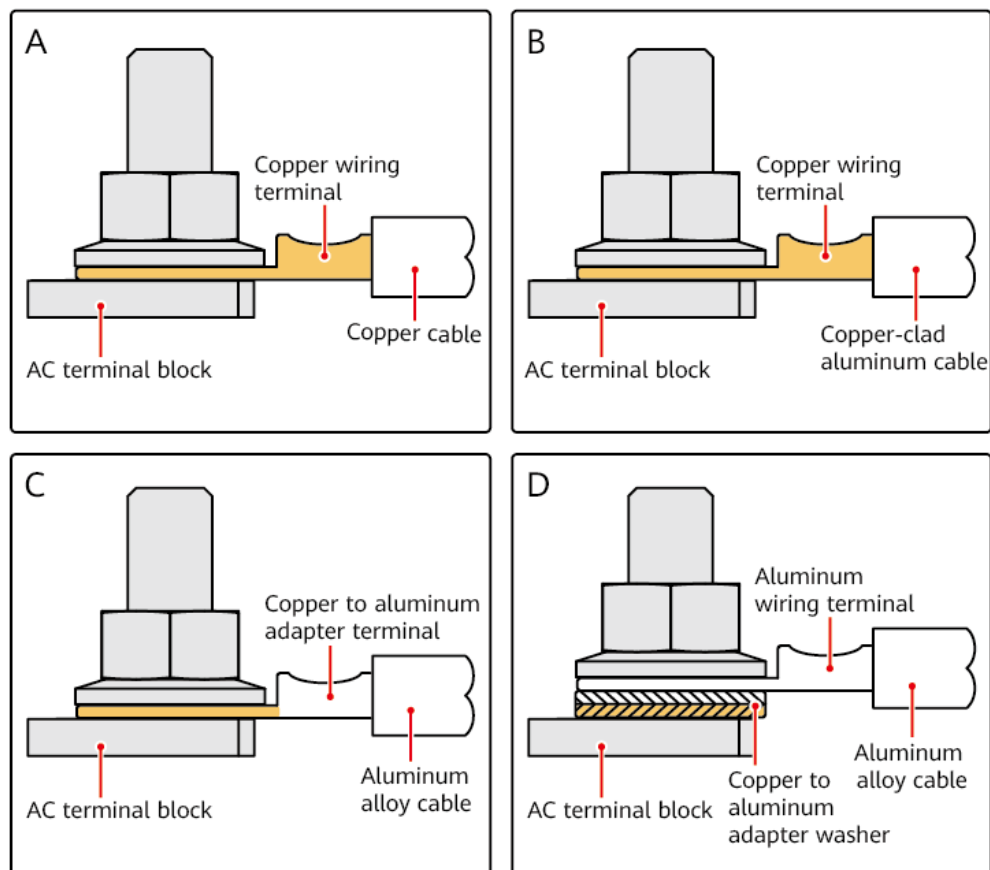 A
Copper wiring
terminal
Copper cable
AC terminal block
B
Copper wiring
terminal
Copper-clad
aluminum cable
AC terminal block
C
Copper to aluminum
adapter terminal
Aluminum
alloy cable
AC terminal block
D
Aluminum
wiring terminal
Aluminum
alloy cable
Copper to
aluminum
adapter washer
AC terminal block